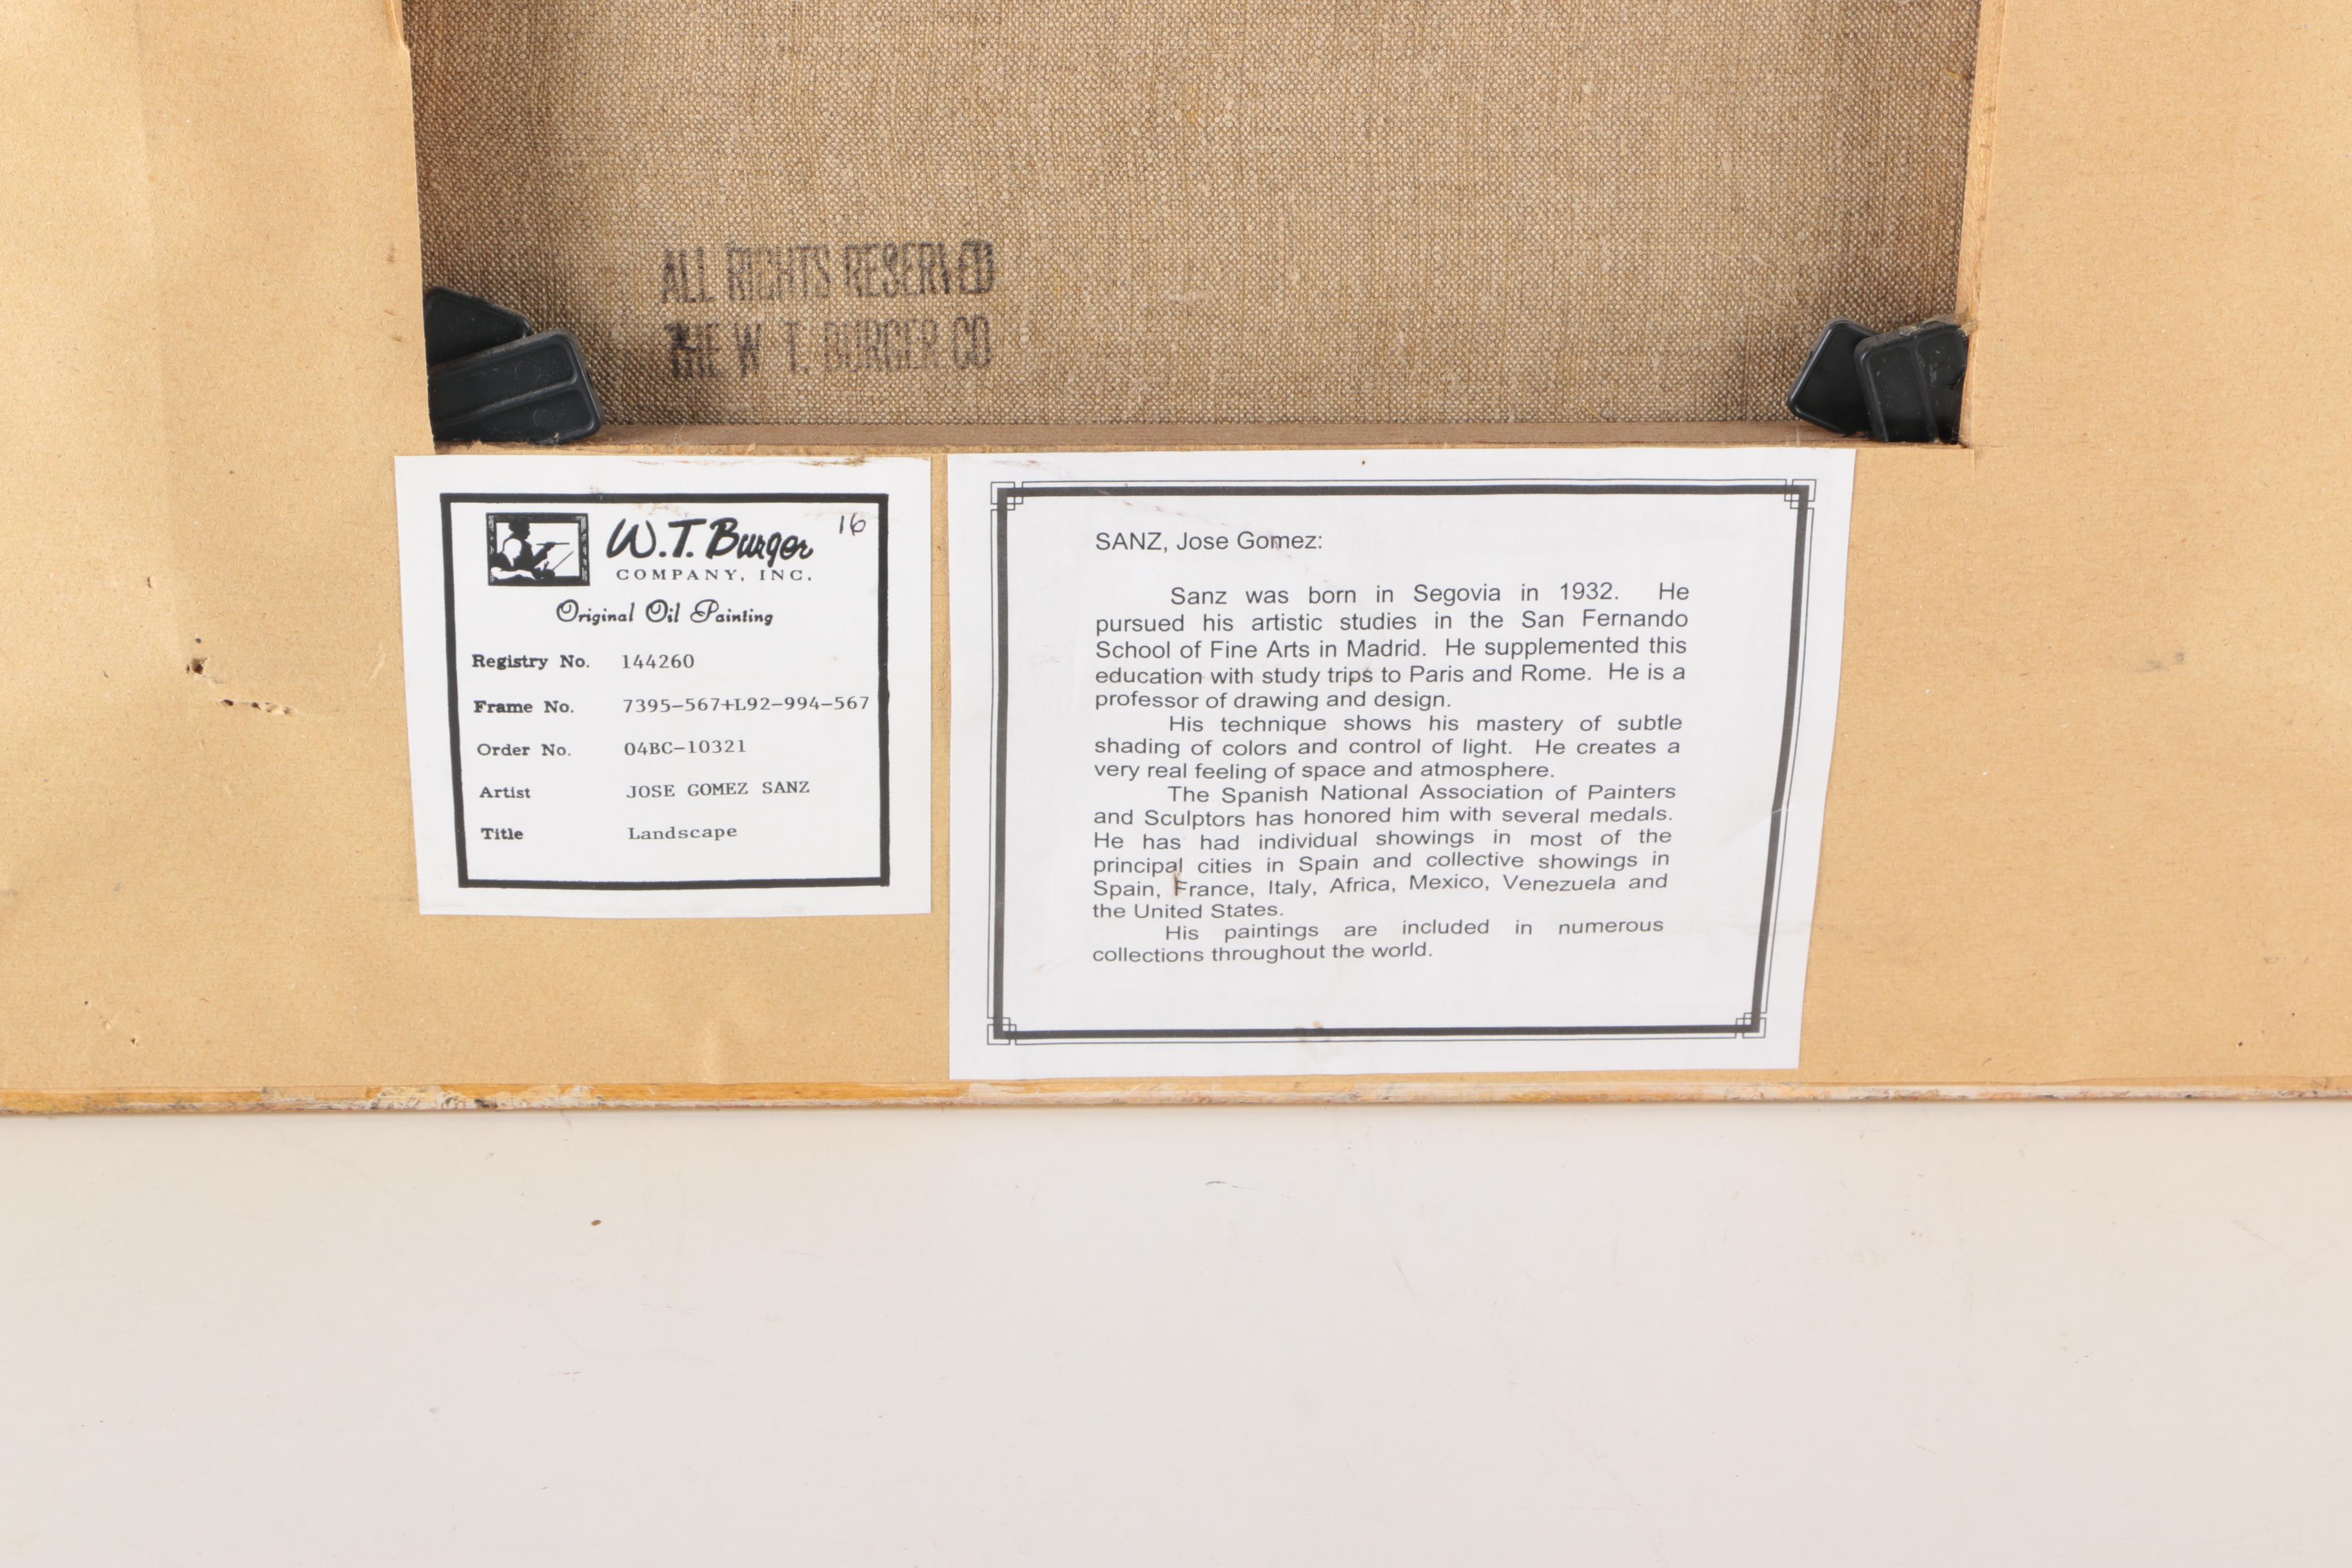 ALL RIGHTS RESERVED
THE W. T. BURGER CO
W.T. Burger
COMPANY, INC.
16
Original Oil Painting
Registry No. 144260
Frame No. 7395-567+L92-994-567
Order No. 04BC-10321
Artist JOSE GOMEZ SANZ
Title Landscape
SANZ, Jose Gomez:
Sanz was born in Segovia in 1932. He
pursued his artistic studies in the San Fernando
School of Fine Arts in Madrid. He supplemented this
education with study trips to Paris and Rome. He is a
professor of drawing and design.
His technique shows his mastery of subtle
shading of colors and control of light. He creates a
very real feeling of space and atmosphere.
The Spanish National Association of Painters
and Sculptors has honored him with several medals.
He has had individual showings in most of the
principal cities in Spain and collective showings in
Spain, France, Italy, Africa, Mexico, Venezuela and
the United States.
His paintings are included in numerous
collections throughout the world.